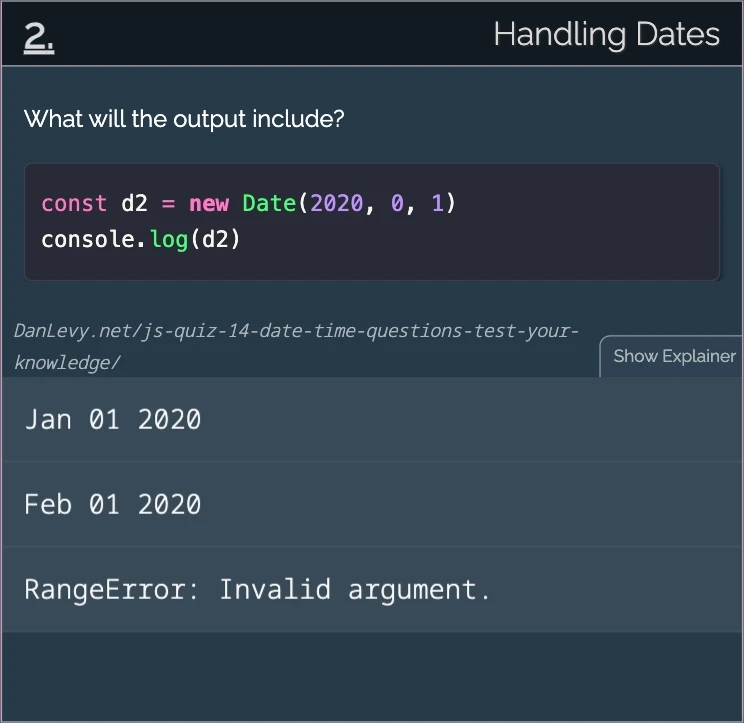 2.
Handling Dates
What will the output include?
const d2 = new Date(2020, 0, 1)
console.log(d2)
DanLevy.net/js-quiz-14-date-time-questions-test-your-
knowledge/
Show Explainer
Jan 01 2020
Feb 01 2020
RangeError: Invalid argument.